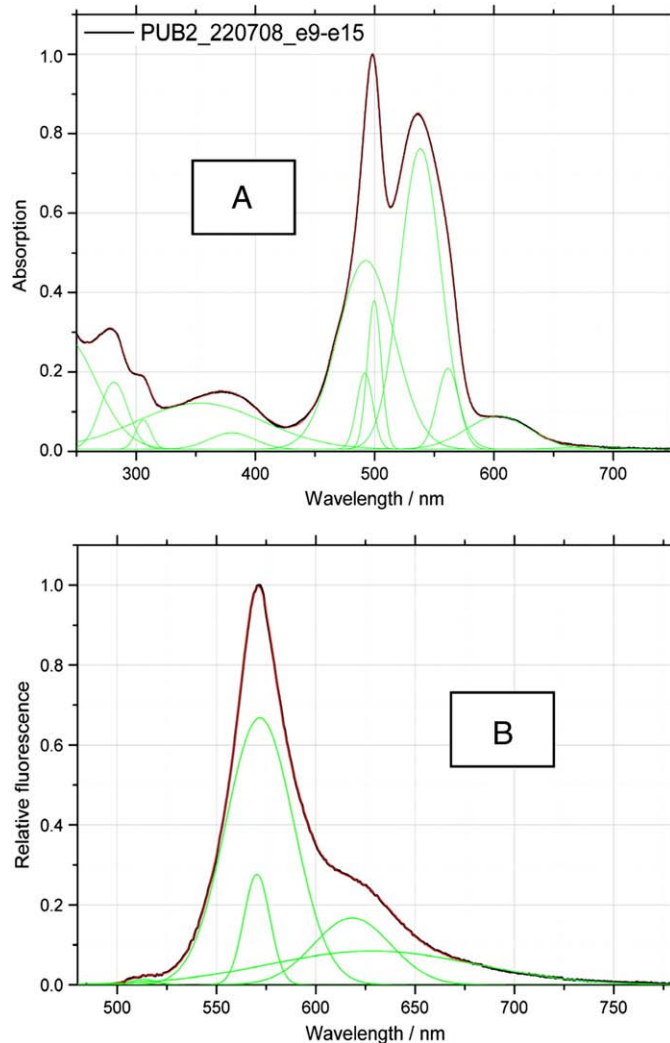 PUB2_220708_e9-e15
1.0
0.8
0.6
0.4
0.2
0.0
Absorption
A
300 400 500 600 700
Wavelength / nm
1.0
0.8
0.6
0.4
0.2
0.0
Relative fluorescence
B
500 550 600 650 700 750
Wavelength / nm